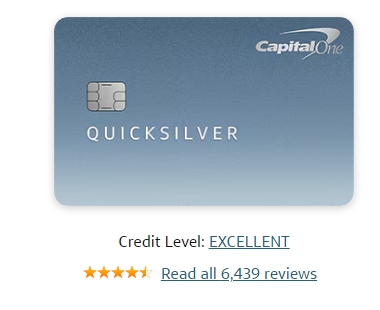 Capital One
QUICKSILVER
Credit Level: EXCELLENT
Read all 6,439 reviews